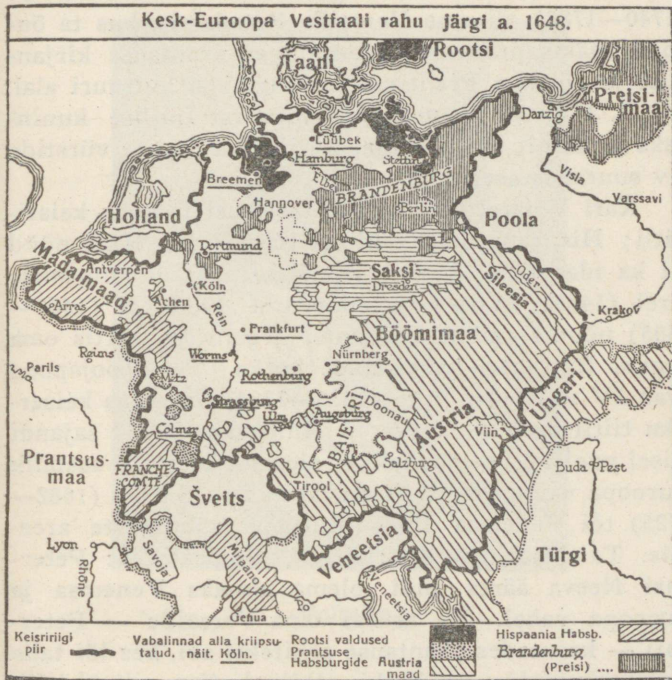 Kesk-Euroopa Vestfaali rahu järgi a. 1648.
Rootsi
Taani
Preisi-
maa
Danzig
Lüübek
Hamburg
Stettin
Breemen
Elbe
BRANDENBURG
Visla
Hannover
Berlin
Varssavi
Holland
Poola
Dortmund
Madalmaad
Antverpen
Saksi
Oder
Sileesia
Köln
Dresden
Aachen
Arras
Rein
Krakov
Frankfurt
Böömimaa
Reims
Nürnberg
Pariis
Worms
Metz
Rothenburg
Ungari
Strassburg
Ulm
Augsburg
Doonau
BAIERI
Austria
Viin
Colmar
Prantsus-
maa
Salzburg
Buda
Pest
FRANCHE
COMTÉ
Tirool
Šveits
Veneetsia
Türgi
Lyon
Savoja
Milaano
Rhône
Veneetsia
Genua
Keisririigi
piir
Vabalinnad alla kriipsu-
tatud. näit. Köln.
Rootsi valdused
Prantsuse
Habsburgide Austria
maad
Hispaania Habsb.
Brandenburg
(Preisi) ....